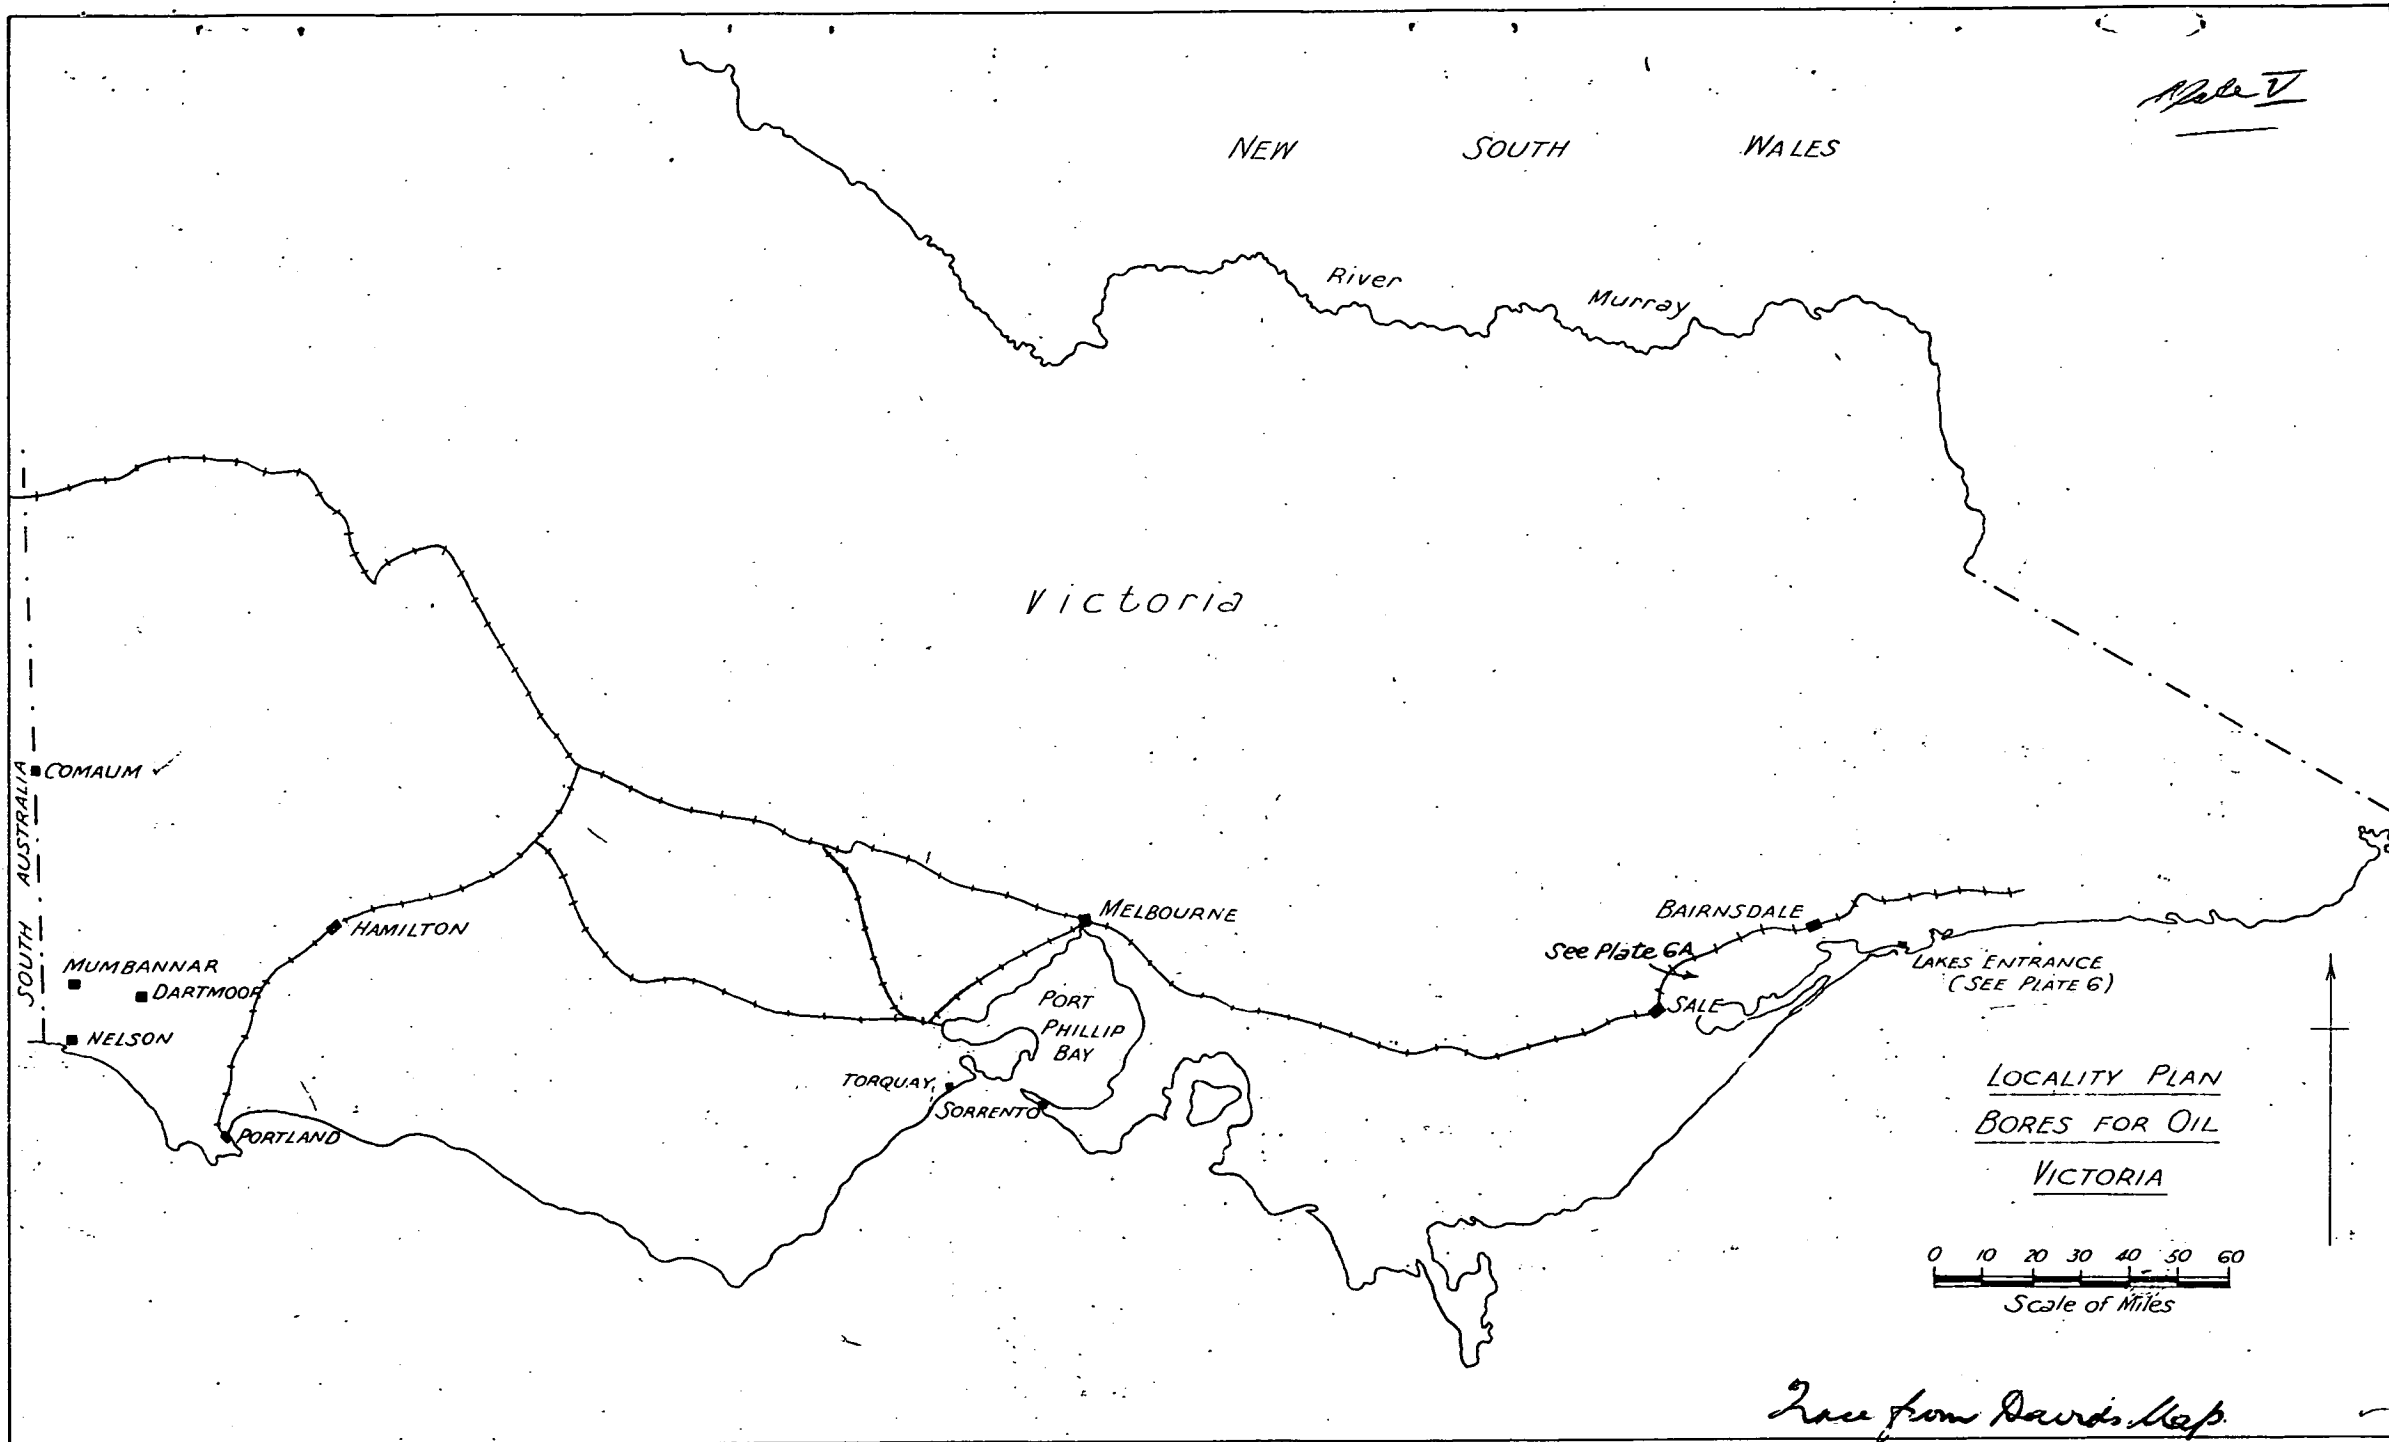 Plate V
NEW SOUTH WALES
River Murray
Victoria
SOUTH AUSTRALIA
COMAUM
HAMILTON
MUMBANNAR
DARTMOOR
NELSON
PORTLAND
MELBOURNE
PORT
PHILLIP
BAY
TORQUAY
SORRENTO
BAIRNSDALE
See Plate 6A
SALE
LAKES ENTRANCE
(SEE PLATE 6)
LOCALITY PLAN
BORES FOR OIL
VICTORIA
0 10 20 30 40 50 60
Scale of Miles
Trace from Davids Map.